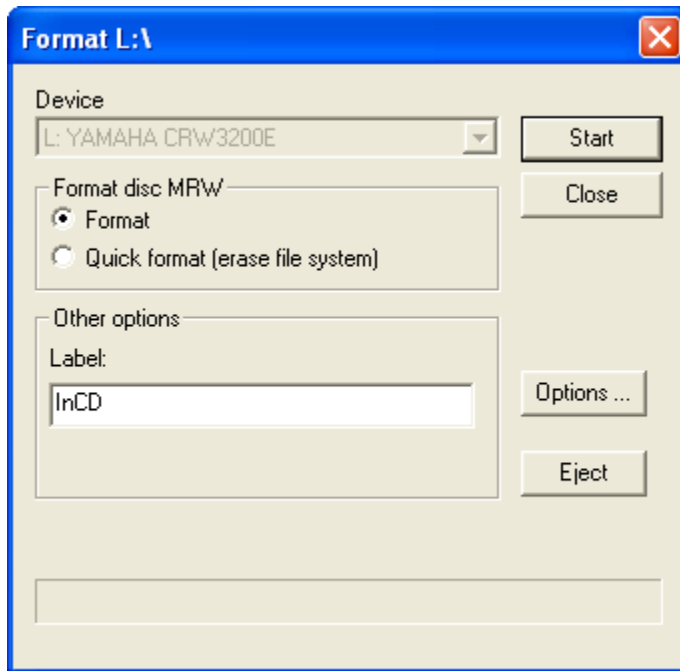 Format L:\
Device
L: YAMAHA CRW3200E
Start
Format disc MRW
Close
Format
Quick format (erase file system)
Other options
Label:
InCD
Options ...
Eject